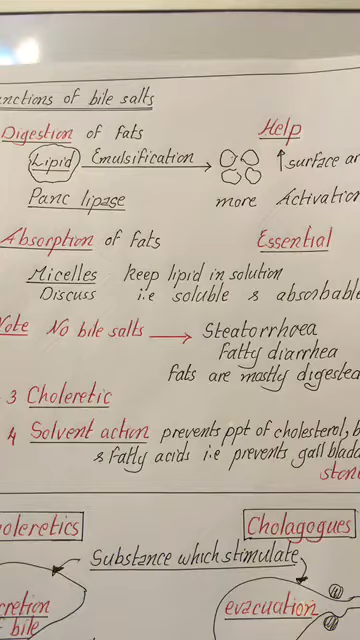 nctions of bile salts
Digestion of fats Help
Lipid Emulsification ↑ surface ar
Panc lipase more Activation
Absorption of fats Essential
Micelles keep lipid in solution
Discuss i.e soluble & absorbable
Note No bile salts → Steatorrhoea
Fatty diarrhea
Fats are mostly digested
3 Choleretic
4 Solvent action prevents ppt of cholesterol, b
& fatty acids i.e prevents gall bladd
stone
oleretics Cholagogues
Substance which stimulate
cretion evacuation
f bile